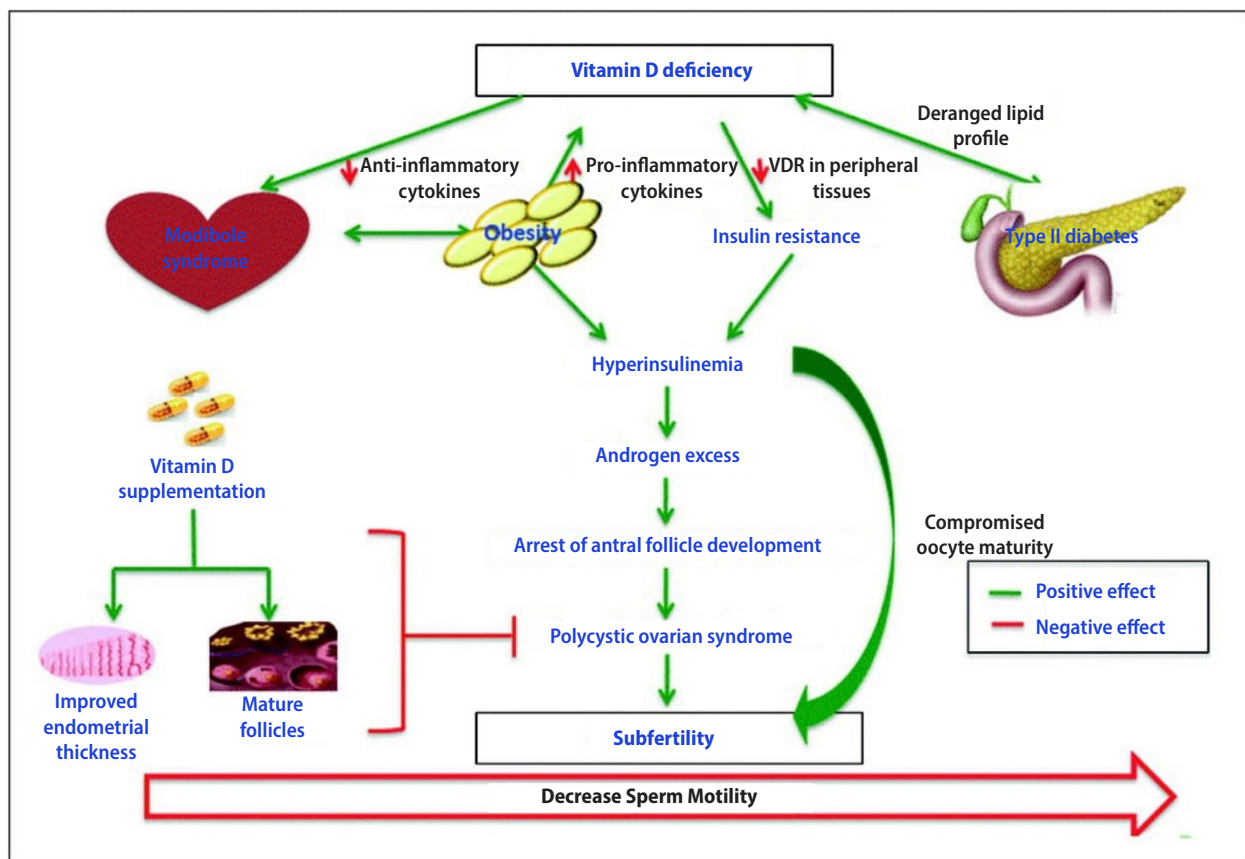 Vitamin D deficiency
Deranged lipid
profile
Anti-inflammatory
cytokines
Pro-inflammatory
cytokines
VDR in peripheral
tissues
Modibole
syndrome
Obesity
Insulin resistance
Type II diabetes
Hyperinsulinemia
Vitamin D
supplementation
Androgen excess
Arrest of antral follicle development
Compromised
oocyte maturity
Positive effect
Negative effect
Polycystic ovarian syndrome
Improved
endometrial
thickness
Mature
follicles
Subfertility
Decrease Sperm Motility